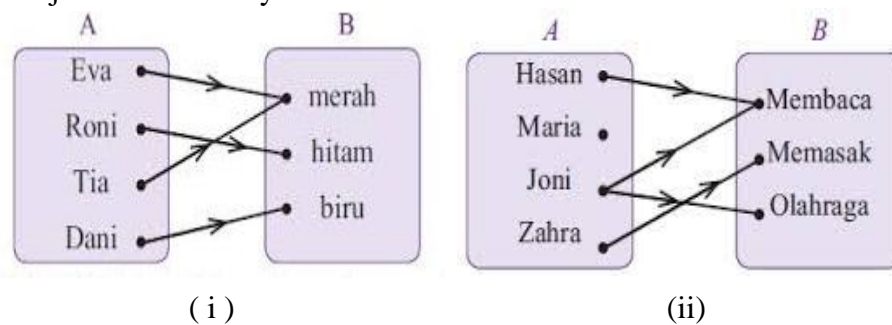 A B
Eva
Roni
Tia
Dani
merah
hitam
biru
( i )
A B
Hasan
Maria
Joni
Zahra
Membaca
Memasak
Olahraga
(ii)